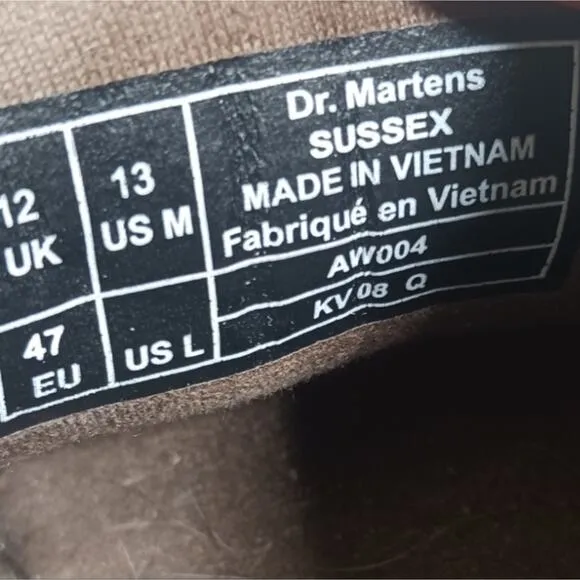 12
UK
13
US M
47
EU
US L
Dr. Martens
SUSSEX
MADE IN VIETNAM
Fabriqué en Vietnam
AW004
KV 08 Q